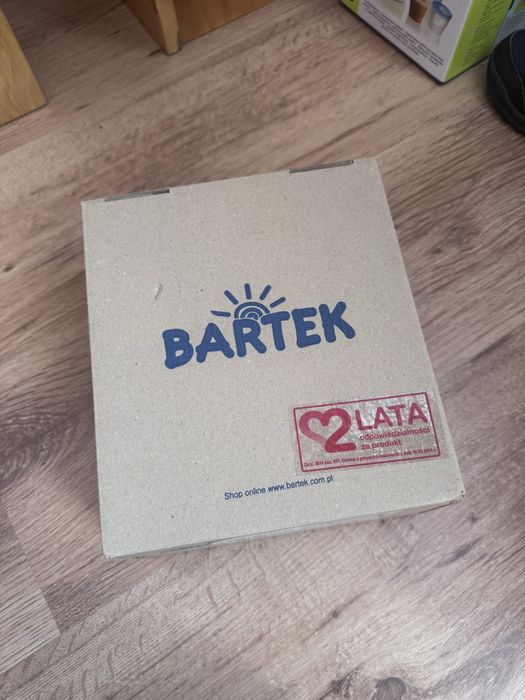 BARTEK
2 LATA
odpowiedzialności
za produkt
Shop online www.bartek.com.pl